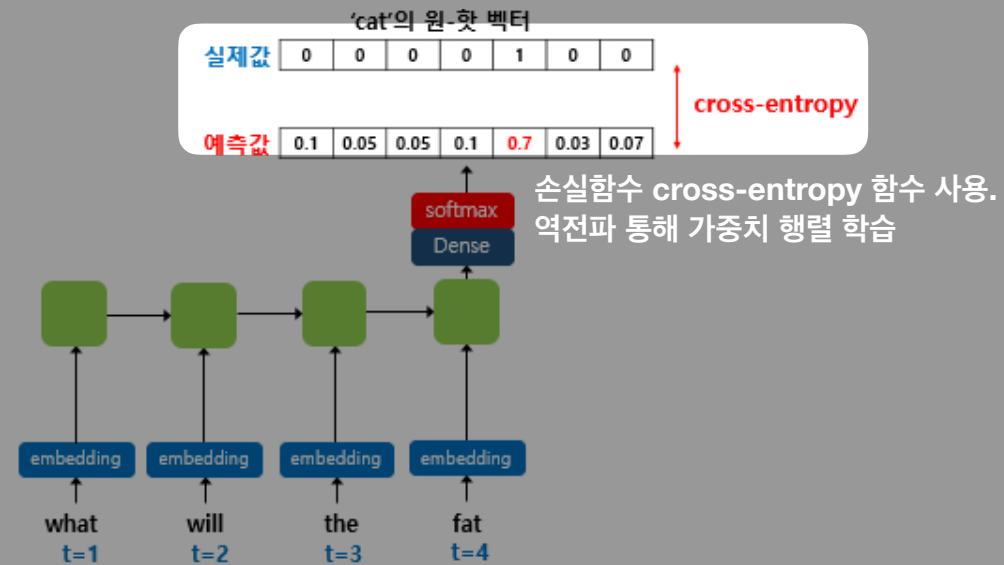 ‘cat’의 원-핫 벡터
실제값 0 0 0 0 1 0 0
cross-entropy
예측값 0.1 0.05 0.05 0.1 0.7 0.03 0.07
손실함수 cross-entropy 함수 사용.
역전파 통해 가중치 행렬 학습
softmax
Dense
embedding embedding embedding embedding
what will the fat
t=1 t=2 t=3 t=4